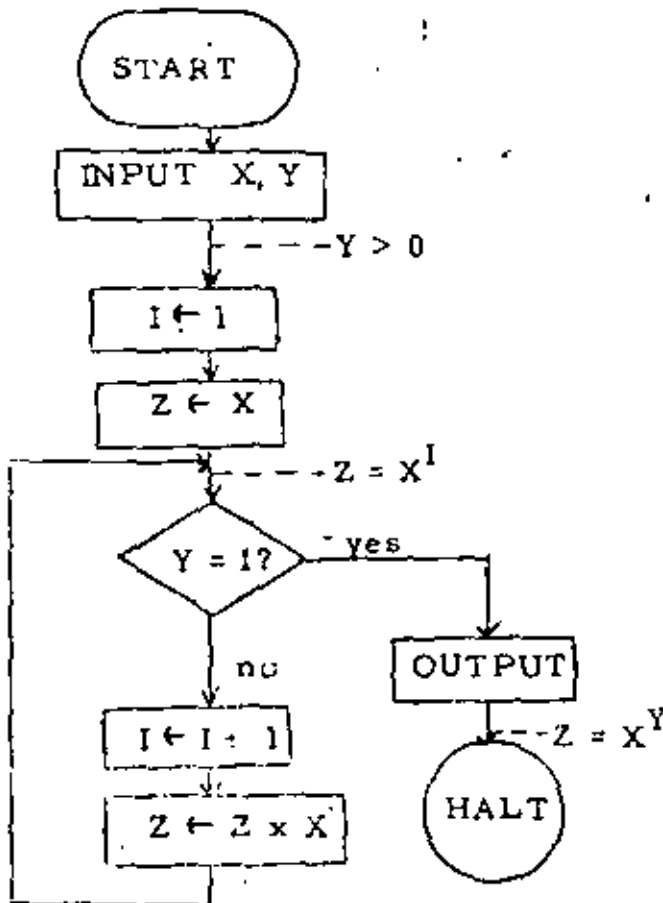 START
INPUT X, Y
Y > 0
I ← 1
Z ← X
Z = X^I
Y = I?
yes
no
OUTPUT
I ← I + 1
Z = X^Y
Z ← Z x X
HALT